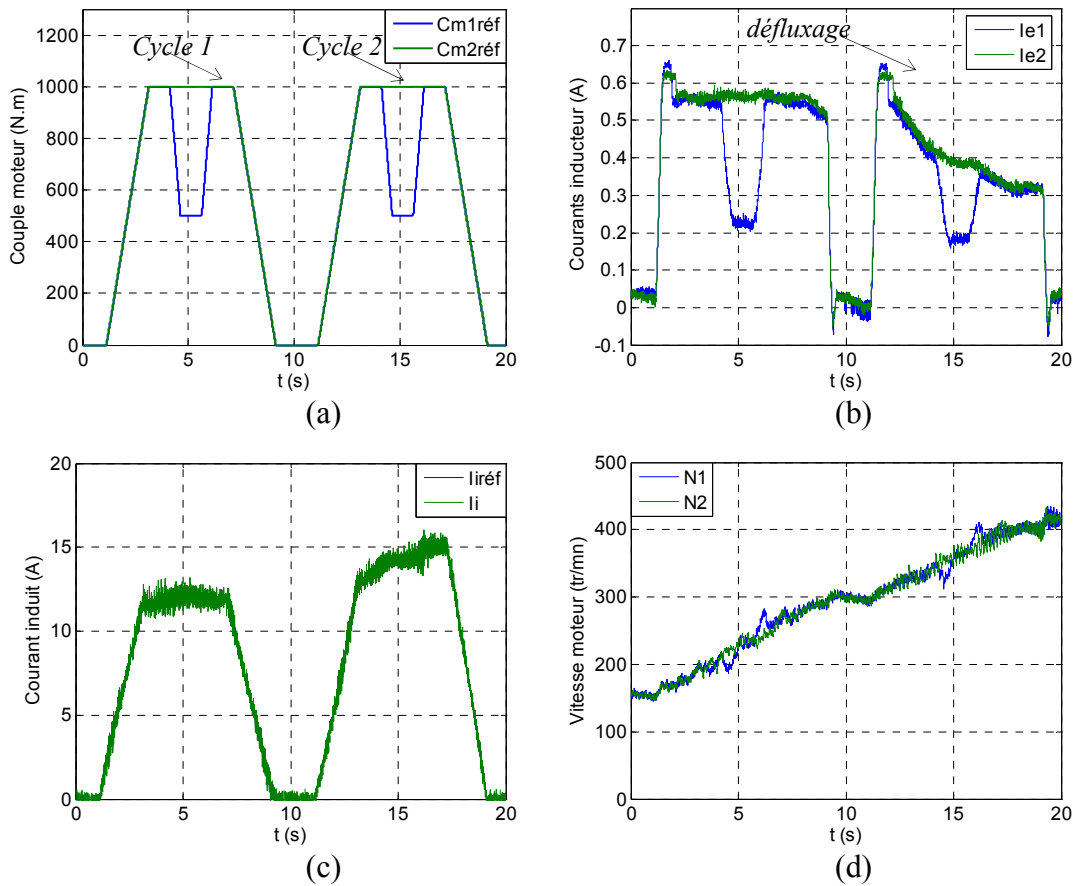 Cm1réf
Cm2réf
Cycle 1
Cycle 2
1200
1000
800
600
400
200
0
Couple moteur (N.m)
0
5
10
15
20
t (s)
(a)
défluxage
Ie1
Ie2
0.7
0.6
0.5
0.4
0.3
0.2
0.1
0
-0.1
Courants inducteur (A)
0
5
10
15
20
t (s)
(b)
Iiréf
Ii
20
15
10
5
0
Courant induit (A)
0
5
10
15
20
t (s)
(c)
N1
N2
500
400
300
200
100
0
Vitesse moteur (tr/mn)
0
5
10
15
20
t (s)
(d)